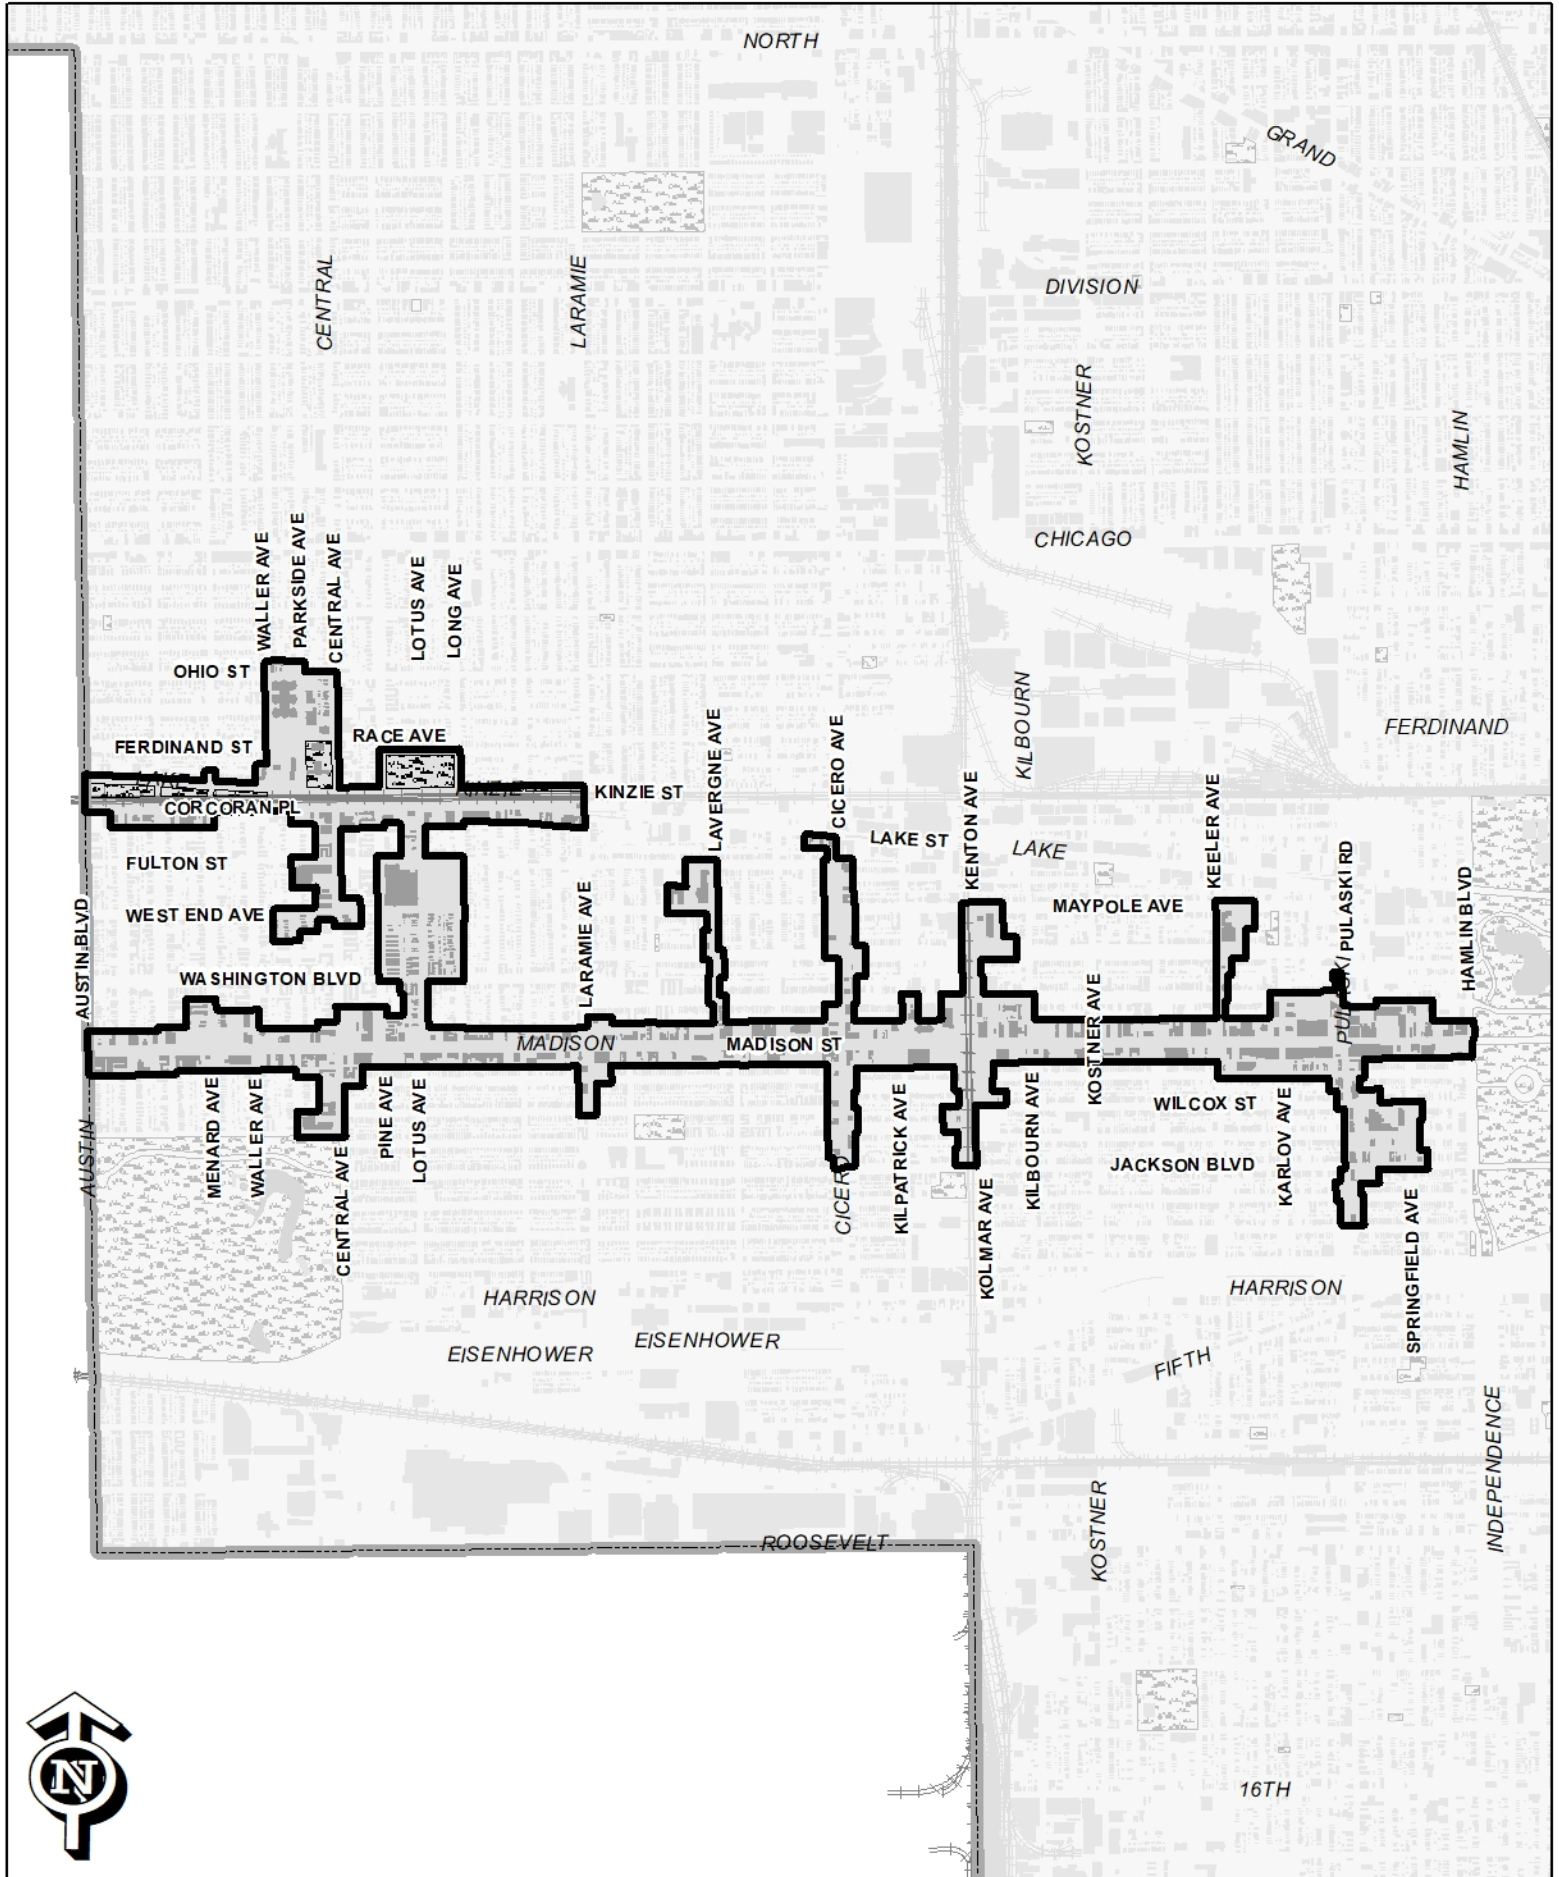 NORTH
GRAND
CENTRAL
LARAMIE
DIVISION
KOSTNER
HAMLIN
CHICAGO
WALLER AVE
PARKSIDE AVE
CENTRAL AVE
LOTUS AVE
LONG AVE
OHIO ST
KILBOURN
FERDINAND
FERDINAND ST
RACE AVE
LAVERGNE AVE
CICERO AVE
KENTON AVE
KEELER AVE
LAKE
KINZIE
KINZIE ST
CORCORAN PL
LAKE ST
LAKE
PULASKI RD
HAMLIN BLVD
FULTON ST
LARAMIE AVE
MAYPOLE AVE
WEST END AVE
AUSTIN BLVD
WASHINGTON BLVD
KOSTNER AVE
PULASKI
MADISON
MADISON ST
MENARD AVE
WALLER AVE
PINE AVE
LOTUS AVE
KILPATRICK AVE
KILBOURN AVE
WILCOX ST
KARLOV AVE
AUSTIN
CENTRAL AVE
CICERO
KOLMAR AVE
JACKSON BLVD
SPRINGFIELD AVE
HARRISON
HARRISON
EISENHOWER
EISENHOWER
FIFTH
INDEPENDENCE
KOSTNER
ROOSEVELT
N
16TH